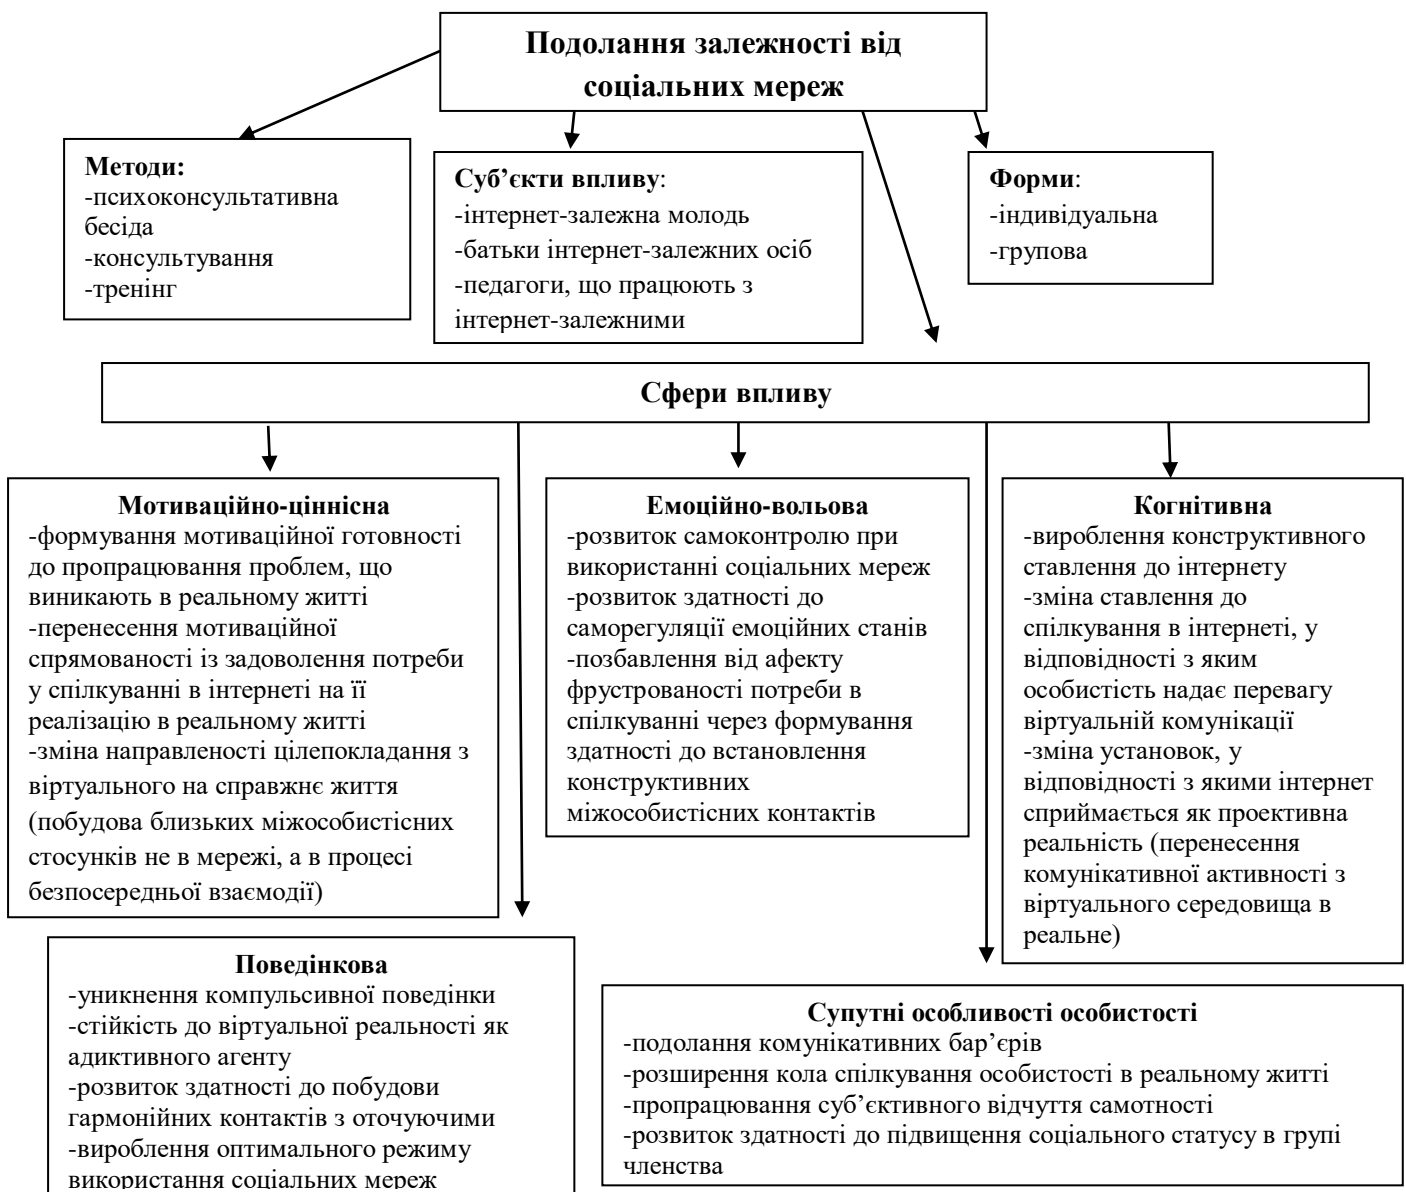 Подолання залежності від
соціальних мереж
Методи:
-психоконсультативна
бесіда
-консультування
-тренінг
Суб’єкти впливу:
-інтернет-залежна молодь
-батьки інтернет-залежних осіб
-педагоги, що працюють з
інтернет-залежними
Форми:
-індивідуальна
-групова
Сфери впливу
Мотиваційно-ціннісна
-формування мотиваційної готовності
до пропрацювання проблем, що
виникають в реальному житті
-перенесення мотиваційної
спрямованості із задоволення потреби
у спілкуванні в інтернеті на її
реалізацію в реальному житті
-зміна направленості цілепокладання з
віртуального на справжнє життя
(побудова близьких міжособистісних
стосунків не в мережі, а в процесі
безпосередньої взаємодії)
Емоційно-вольова
-розвиток самоконтролю при
використанні соціальних мереж
-розвиток здатності до
саморегуляції емоційних станів
-позбавлення від афекту
фрустрованості потреби в
спілкуванні через формування
здатності до встановлення
конструктивних
міжособистісних контактів
Когнітивна
-вироблення конструктивного
ставлення до інтернету
-зміна ставлення до
спілкування в інтернеті, у
відповідності з яким
особистість надає перевагу
віртуальній комунікації
-зміна установок, у
відповідності з якими інтернет
сприймається як проективна
реальність (перенесення
комунікативної активності з
віртуального середовища в
реальне)
Поведінкова
-уникнення компульсивної поведінки
-стійкість до віртуальної реальності як
адиктивного агенту
-розвиток здатності до побудови
гармонійних контактів з оточуючими
-вироблення оптимального режиму
використання соціальних мереж
Супутні особливості особистості
-подолання комунікативних бар’єрів
-розширення кола спілкування особистості в реальному житті
-пропрацювання суб’єктивного відчуття самотності
-розвиток здатності до підвищення соціального статусу в групі
членства